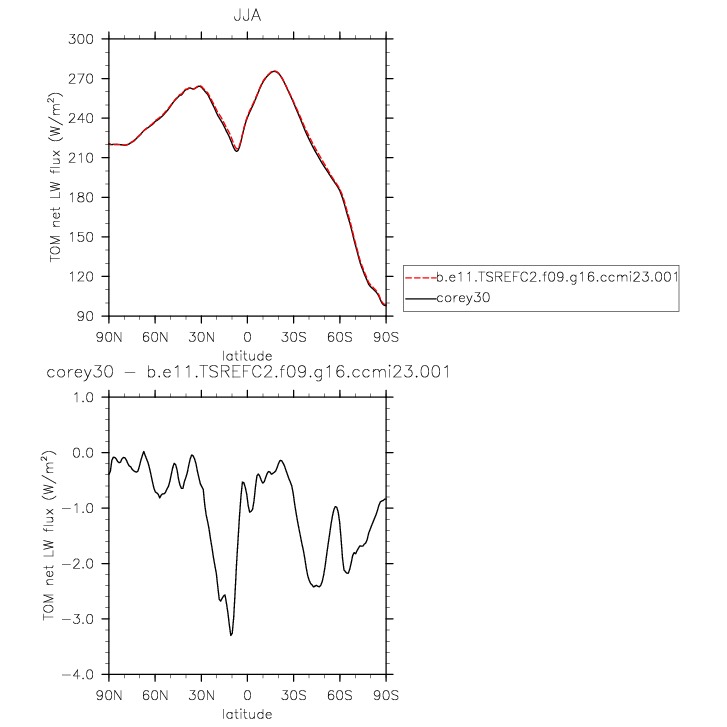 JJA
300
270
240
210
180
150
120
90
TOM net LW flux (W/m²)
90N 60N 30N 0 30S 60S 90S
latitude
b.e11.TSREFC2.f09.g16.ccmi23.001
corey30
corey30 − b.e11.TSREFC2.f09.g16.ccmi23.001
1.0
0.0
−1.0
−2.0
−3.0
−4.0
TOM net LW flux (W/m²)
90N 60N 30N 0 30S 60S 90S
latitude